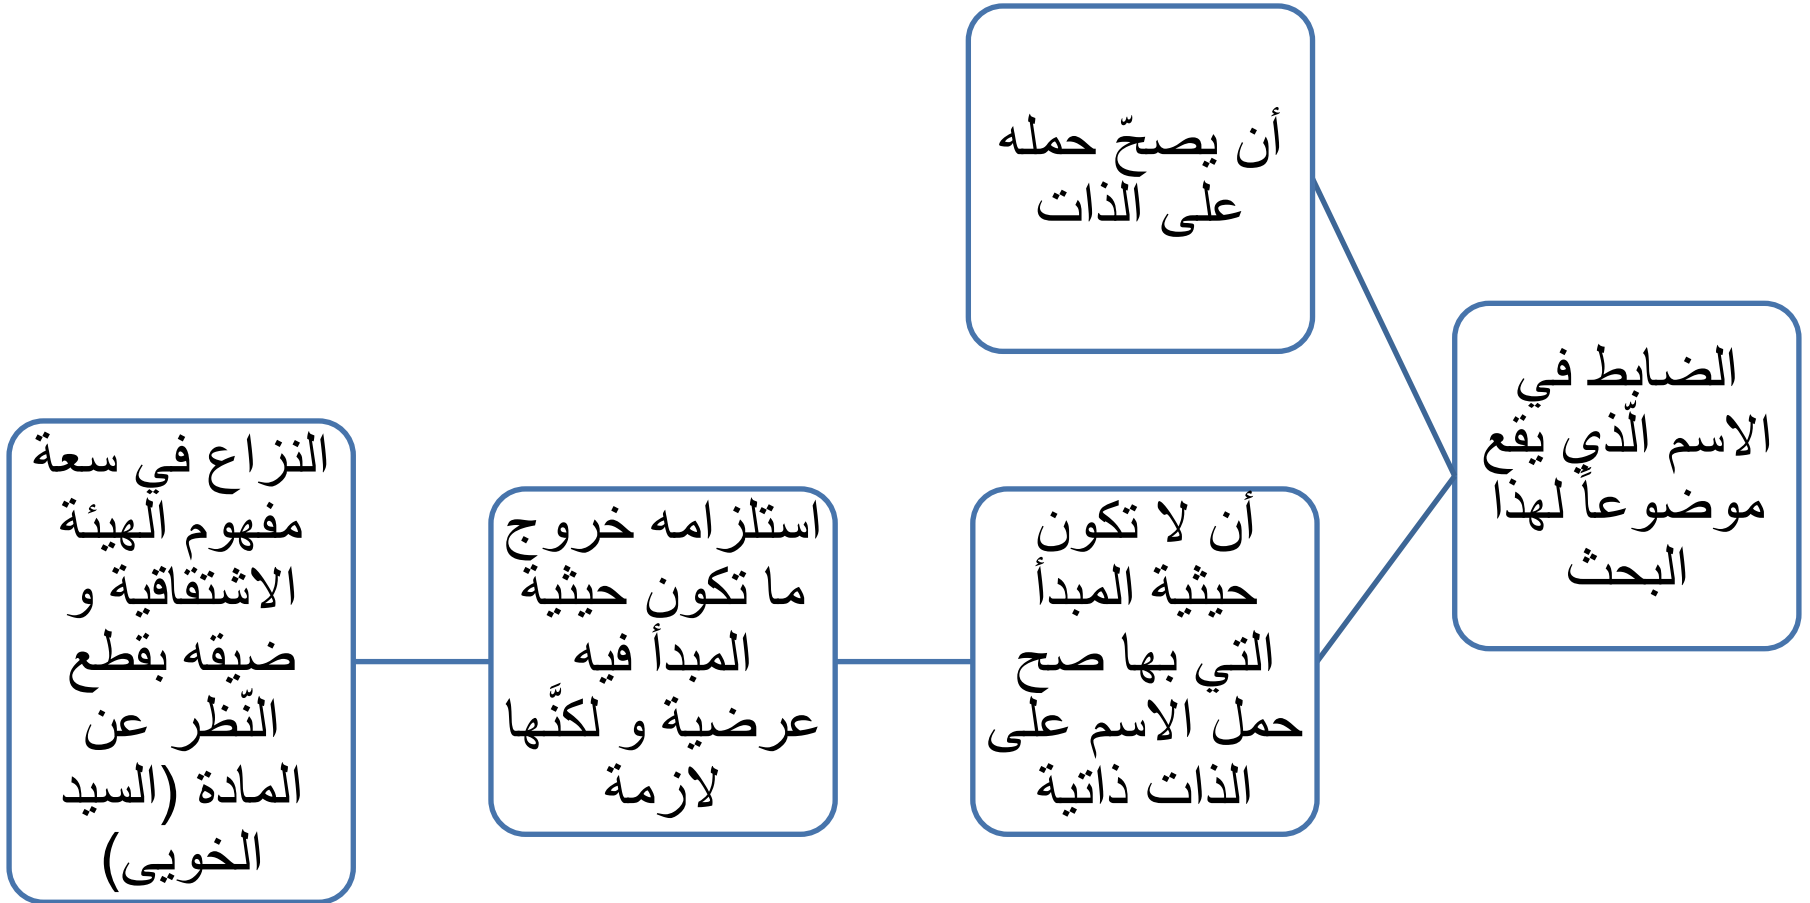 الضابط في
الاسم الّذي يقع
موضوعاً لهذا
البحث
أن يصحّ حمله
على الذات
أن لا تكون
حيثية المبدأ
التي بها صح
حمل الاسم على
الذات ذاتية
استلزامه خروج
ما تكون حيثية
المبدأ فيه
عرضية و لكنَّها
لازمة
النزاع في سعة
مفهوم الهيئة
الاشتقاقية و
ضيقه بقطع
النّظر عن
المادة (السيد
الخويى)